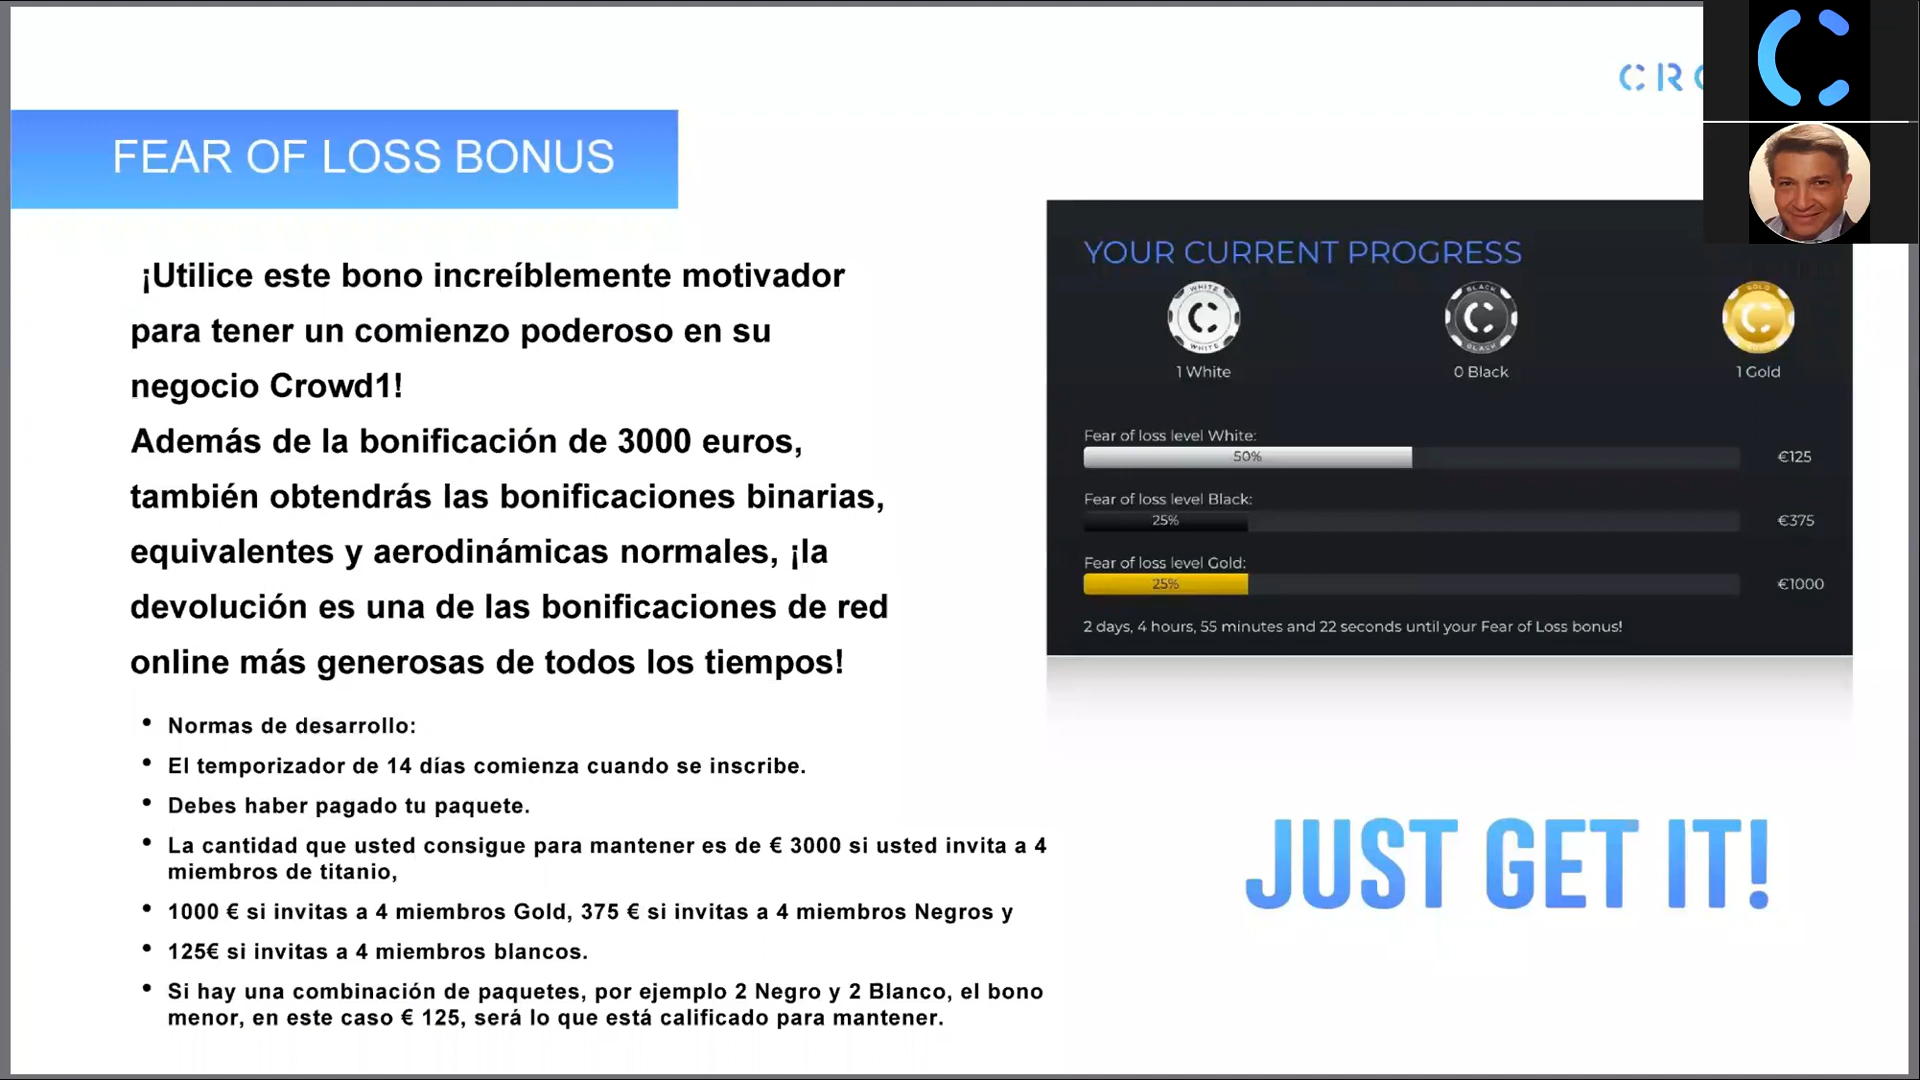 CRO
FEAR OF LOSS BONUS
¡Utilice este bono increíblemente motivador
para tener un comienzo poderoso en su
negocio Crowd1!
Además de la bonificación de 3000 euros,
también obtendrás las bonificaciones binarias,
equivalentes y aerodinámicas normales, ¡la
devolución es una de las bonificaciones de red
online más generosas de todos los tiempos!
• Normas de desarrollo:
• El temporizador de 14 días comienza cuando se inscribe.
• Debes haber pagado tu paquete.
• La cantidad que usted consigue para mantener es de € 3000 si usted invita a 4
miembros de titanio,
• 1000 € si invitas a 4 miembros Gold, 375 € si invitas a 4 miembros Negros y
• 125€ si invitas a 4 miembros blancos.
• Si hay una combinación de paquetes, por ejemplo 2 Negro y 2 Blanco, el bono
menor, en este caso € 125, será lo que está calificado para mantener.
YOUR CURRENT PROGRESS
WHITE BLACK GOLD
WHITE BLACK
1 White 0 Black 1 Gold
Fear of loss level White:
50% €125
Fear of loss level Black:
25% €375
Fear of loss level Gold:
25% €1000
2 days, 4 hours, 55 minutes and 22 seconds until your Fear of Loss bonus!
JUST GET IT!